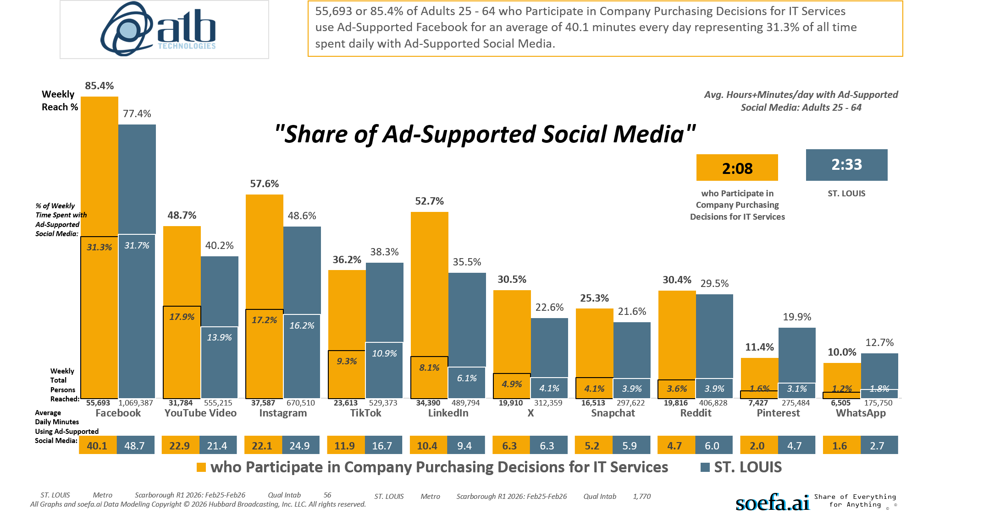 atb
TECHNOLOGIES
55,693 or 85.4% of Adults 25 - 64 who Participate in Company Purchasing Decisions for IT Services
use Ad-Supported Facebook for an average of 40.1 minutes every day representing 31.3% of all time
spent daily with Ad-Supported Social Media.
Weekly
Reach %
Avg. Hours+Minutes/day with Ad-Supported
Social Media: Adults 25 - 64
"Share of Ad-Supported Social Media"
2:08 2:33
who Participate in
Company Purchasing
Decisions for IT Services
ST. LOUIS
85.4% 77.4% 48.7% 40.2% 57.6% 48.6% 36.2% 38.3% 52.7% 35.5% 30.5% 22.6% 25.3% 21.6% 30.4% 29.5% 11.4% 19.9% 10.0% 12.7%
% of Weekly
Time Spent with
Ad-Supported
Social Media:
31.3% 31.7% 17.9% 13.9% 17.2% 16.2% 9.3% 10.9% 8.1% 6.1% 4.9% 4.1% 4.1% 3.9% 3.6% 3.9% 1.6% 3.1% 1.2% 1.8%
Weekly
Total
Persons
Reached:
55,693 1,069,387 31,784 555,215 37,587 670,510 23,613 529,373 34,390 489,794 19,910 312,359 16,513 297,622 19,816 406,828 7,427 275,484 6,505 175,750
Facebook YouTube Video Instagram TikTok LinkedIn X Snapchat Reddit Pinterest WhatsApp
Average
Daily Minutes
Using Ad-Supported
Social Media:
40.1 48.7 22.9 21.4 22.1 24.9 11.9 16.7 10.4 9.4 6.3 6.3 5.2 5.9 4.7 6.0 2.0 4.7 1.6 2.7
who Participate in Company Purchasing Decisions for IT Services ST. LOUIS
ST. LOUIS Metro Scarborough R1 2026: Feb25-Feb26 Qual Intab 56
ST. LOUIS Metro Scarborough R1 2026: Feb25-Feb26 Qual Intab 1,770
All Graphs and soefa.ai Data Modeling Copyright © 2026 Hubbard Broadcasting, Inc. LLC. All rights reserved.
soefa.ai
Share of Everything
for Anything © ©